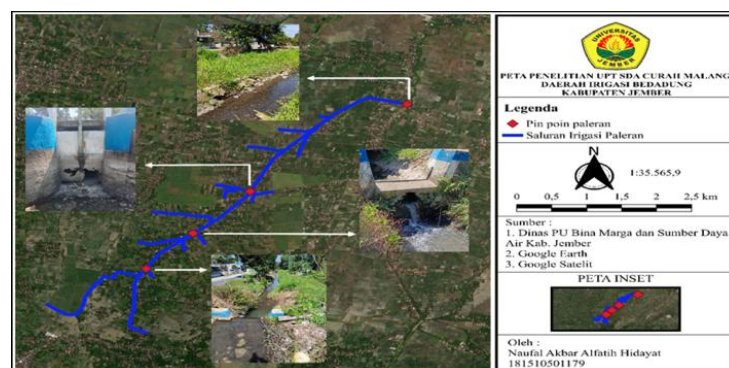 UNIVERSITAS
JEMBER
PETA PENELITIAN UPT SDA CURAH MALANG
DAERAH IRIGASI BEDADUNG
KABUPATEN JEMBER
Legenda
Pin poin paleran
Saluran Irigasi Paleran
N
1:35.565,9
0 0,5 1 1,5 2 2,5 km
Sumber :
1. Dinas PU Bina Marga dan Sumber Daya
Air Kab. Jember
2. Google Earth
3. Google Satelit
PETA INSET
Oleh :
Naufal Akbar Alfatih Hidayat
181510501179